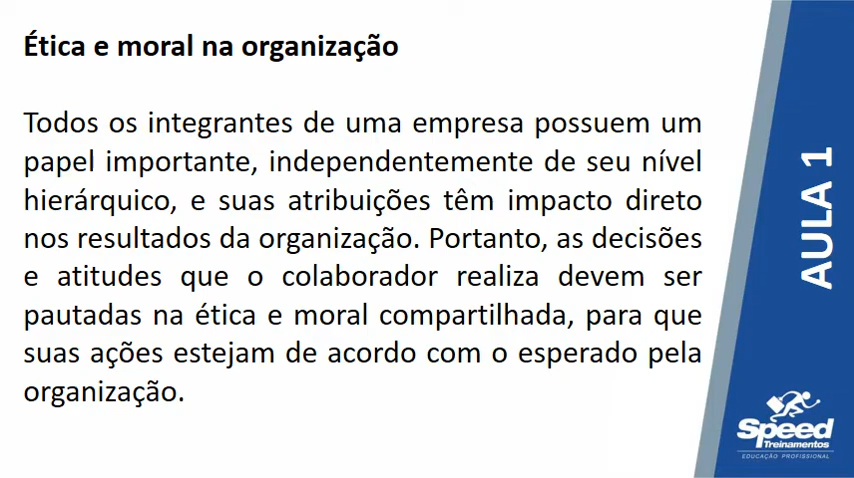 Ética e moral na organização
Todos os integrantes de uma empresa possuem um
papel importante, independentemente de seu nível
hierárquico, e suas atribuições têm impacto direto
nos resultados da organização. Portanto, as decisões
e atitudes que o colaborador realiza devem ser
pautadas na ética e moral compartilhada, para que
suas ações estejam de acordo com o esperado pela
organização.
AULA 1
Speed
Treinamentos
EDUCAÇÃO PROFISSIONAL